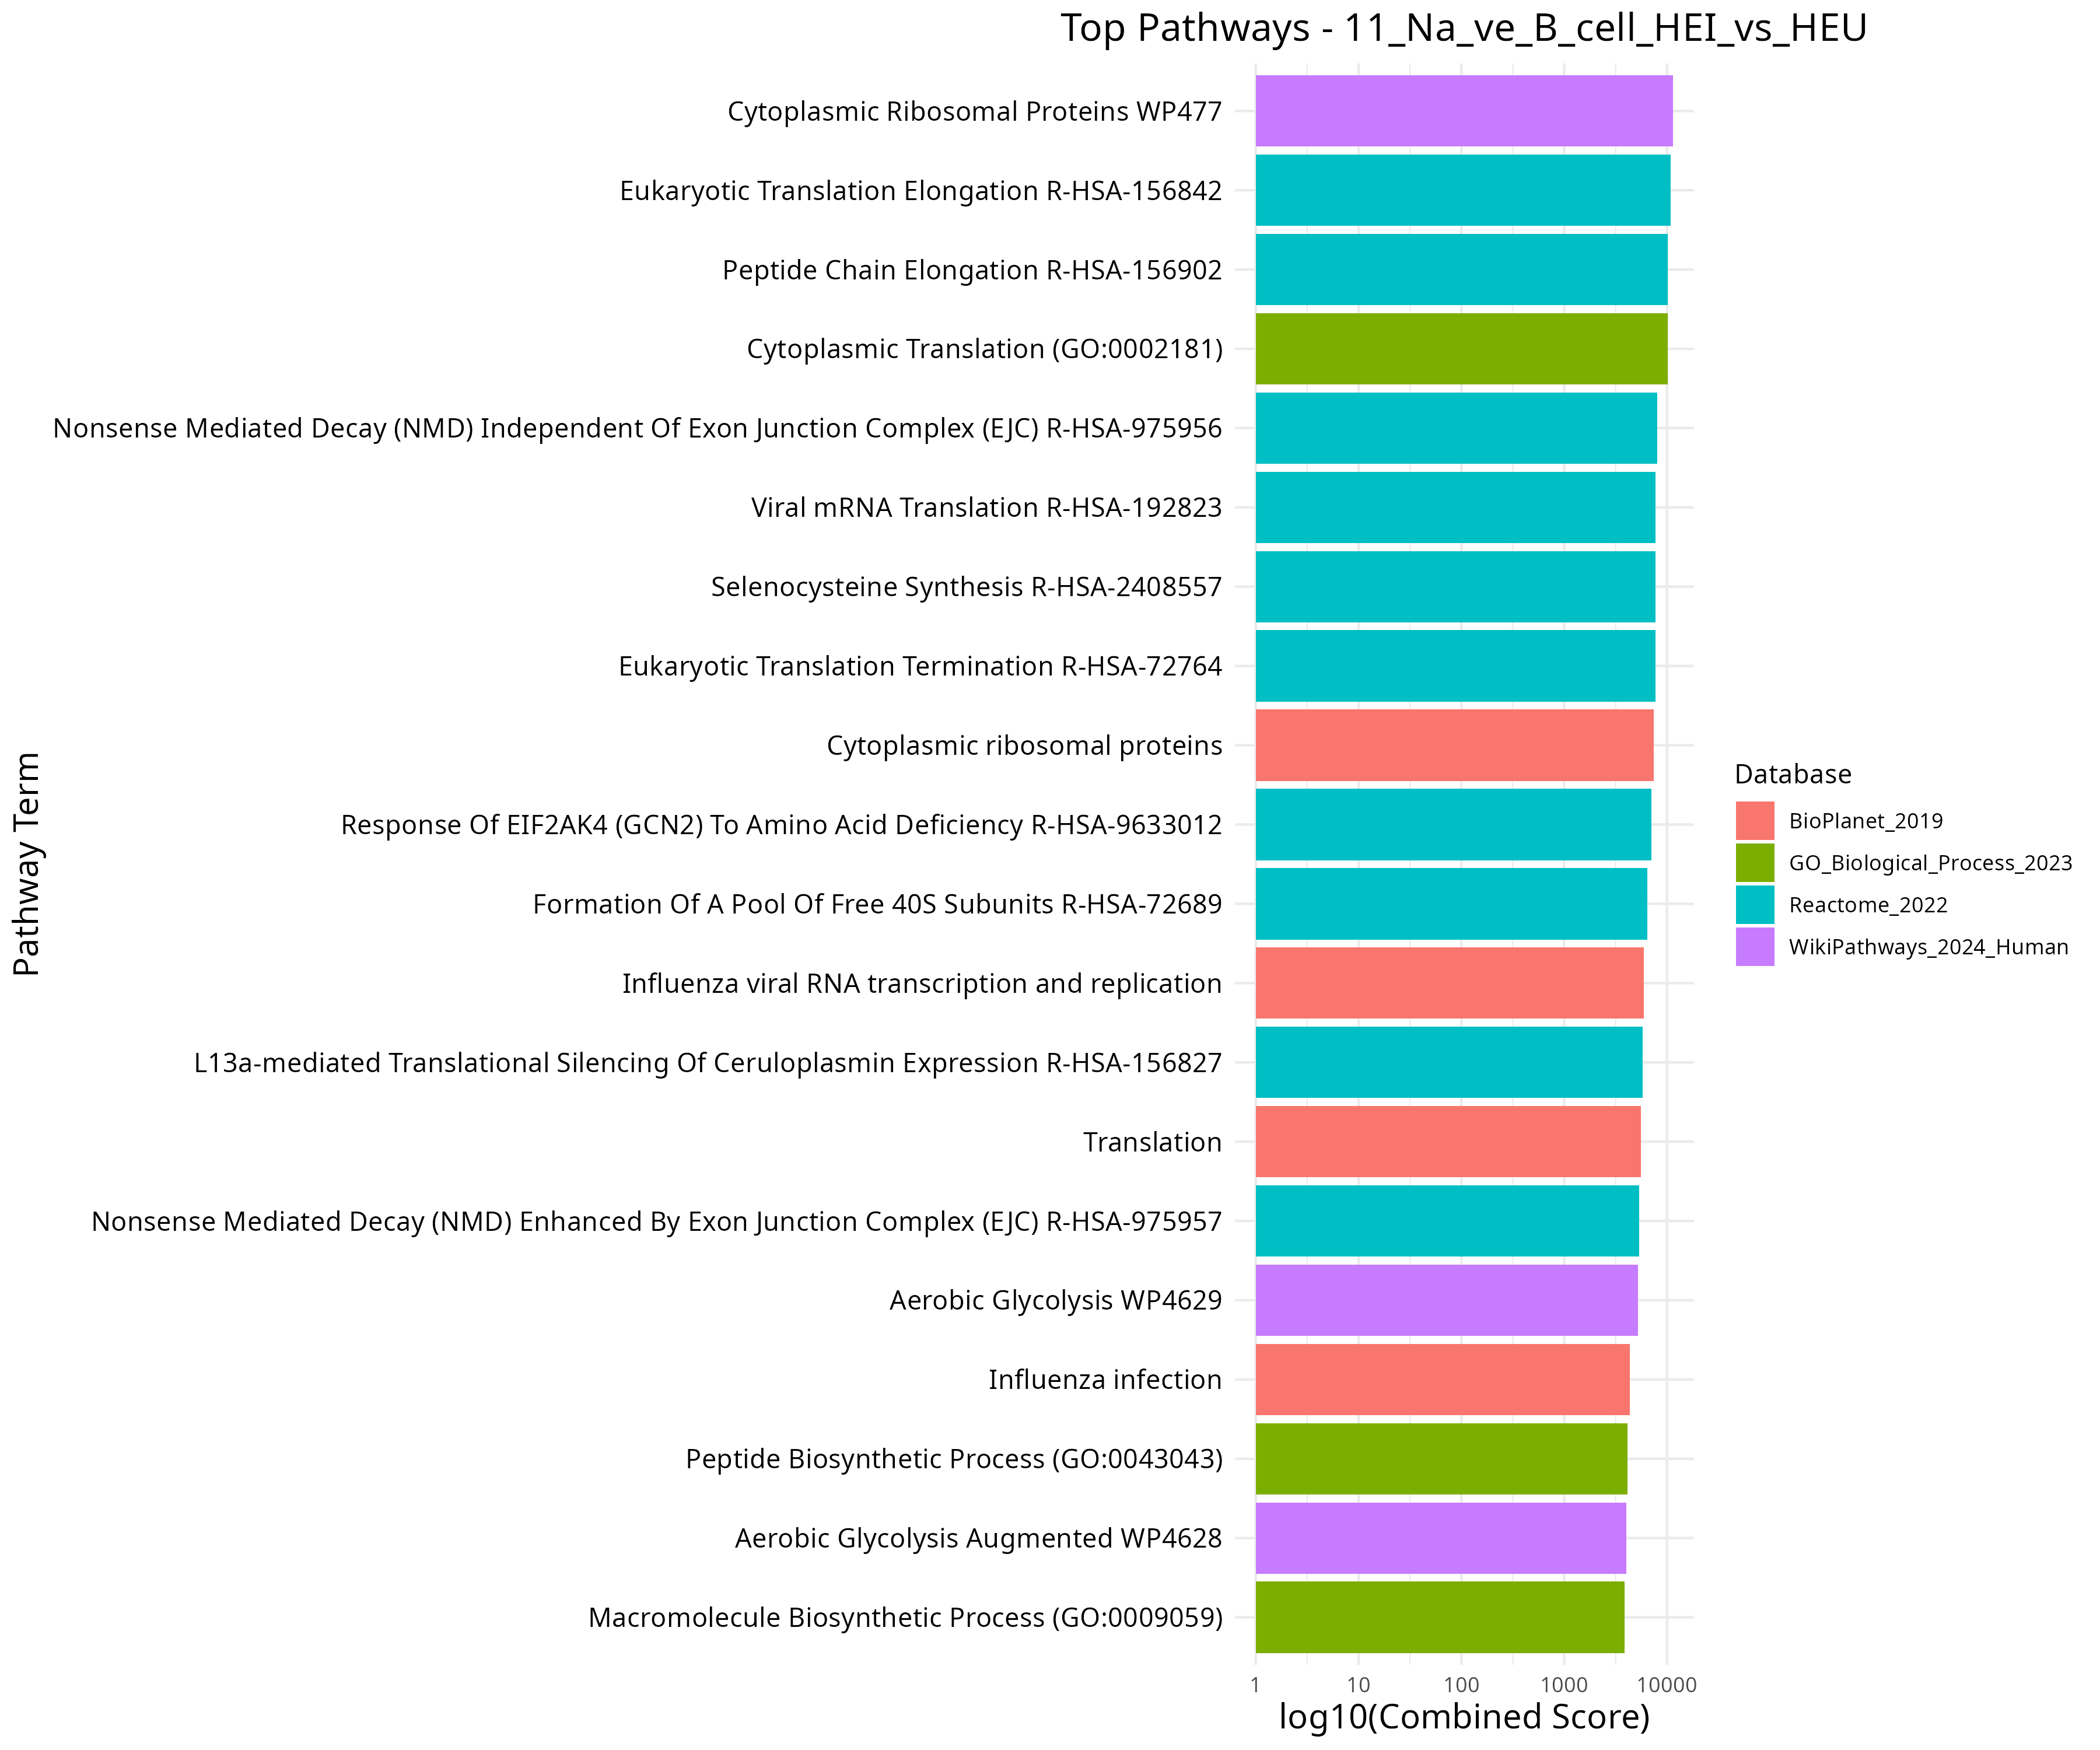 Top Pathways - 11_Na_ve_B_cell_HEI_vs_HEU
Pathway Term
Cytoplasmic Ribosomal Proteins WP477
Eukaryotic Translation Elongation R-HSA-156842
Peptide Chain Elongation R-HSA-156902
Cytoplasmic Translation (GO:0002181)
Nonsense Mediated Decay (NMD) Independent Of Exon Junction Complex (EJC) R-HSA-975956
Viral mRNA Translation R-HSA-192823
Selenocysteine Synthesis R-HSA-2408557
Eukaryotic Translation Termination R-HSA-72764
Cytoplasmic ribosomal proteins
Response Of EIF2AK4 (GCN2) To Amino Acid Deficiency R-HSA-9633012
Formation Of A Pool Of Free 40S Subunits R-HSA-72689
Influenza viral RNA transcription and replication
L13a-mediated Translational Silencing Of Ceruloplasmin Expression R-HSA-156827
Translation
Nonsense Mediated Decay (NMD) Enhanced By Exon Junction Complex (EJC) R-HSA-975957
Aerobic Glycolysis WP4629
Influenza infection
Peptide Biosynthetic Process (GO:0043043)
Aerobic Glycolysis Augmented WP4628
Macromolecule Biosynthetic Process (GO:0009059)
1 10 100 1000 10000
log10(Combined Score)
Database
BioPlanet_2019
GO_Biological_Process_2023
Reactome_2022
WikiPathways_2024_Human